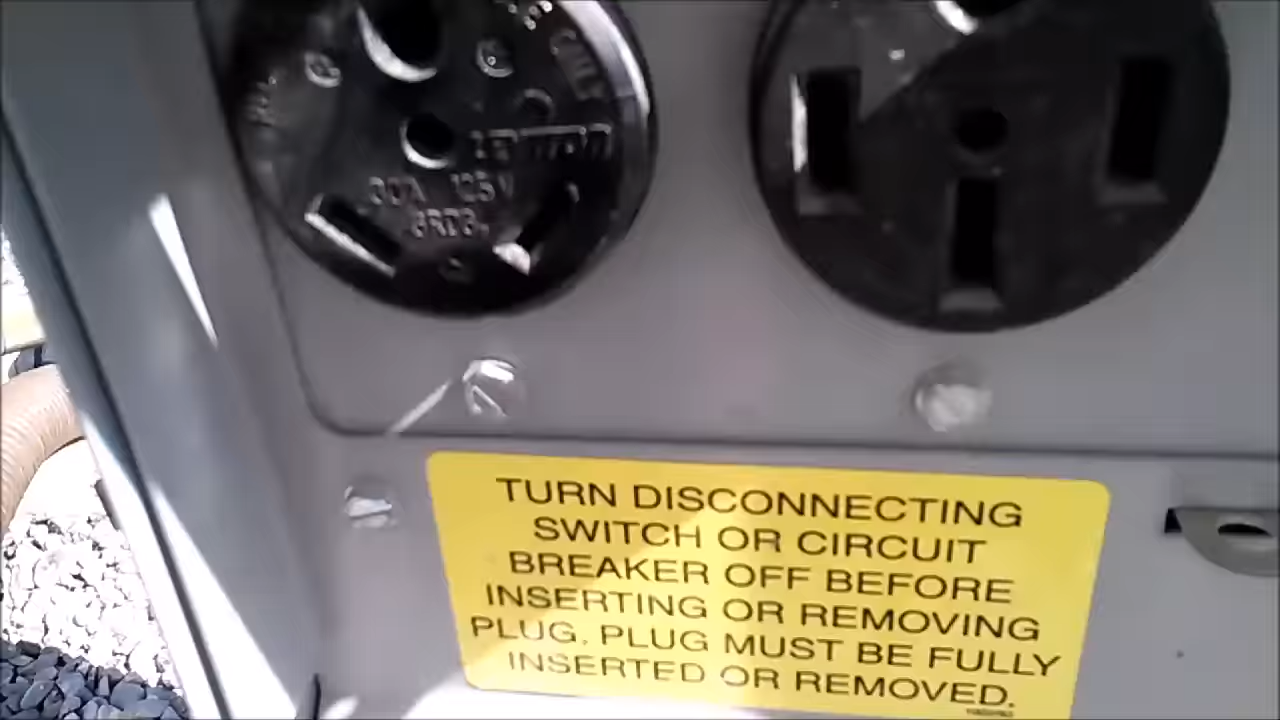 30A 125V
GRDG.
TURN DISCONNECTING
SWITCH OR CIRCUIT
BREAKER OFF BEFORE
INSERTING OR REMOVING
PLUG. PLUG MUST BE FULLY
INSERTED OR REMOVED.